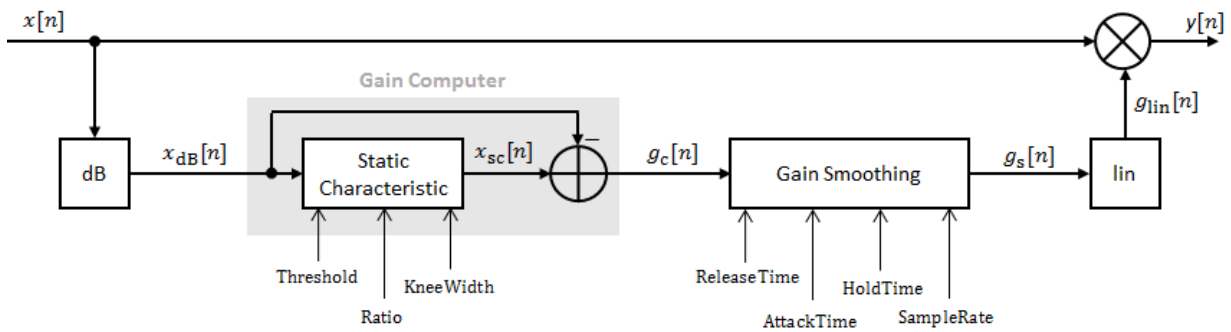 x[n]
y[n]
Gain Computer
g_lin[n]
dB
x_dB[n]
Static
Characteristic
x_sc[n]
−
g_c[n]
Gain Smoothing
g_s[n]
lin
Threshold
Ratio
KneeWidth
ReleaseTime
AttackTime
HoldTime
SampleRate